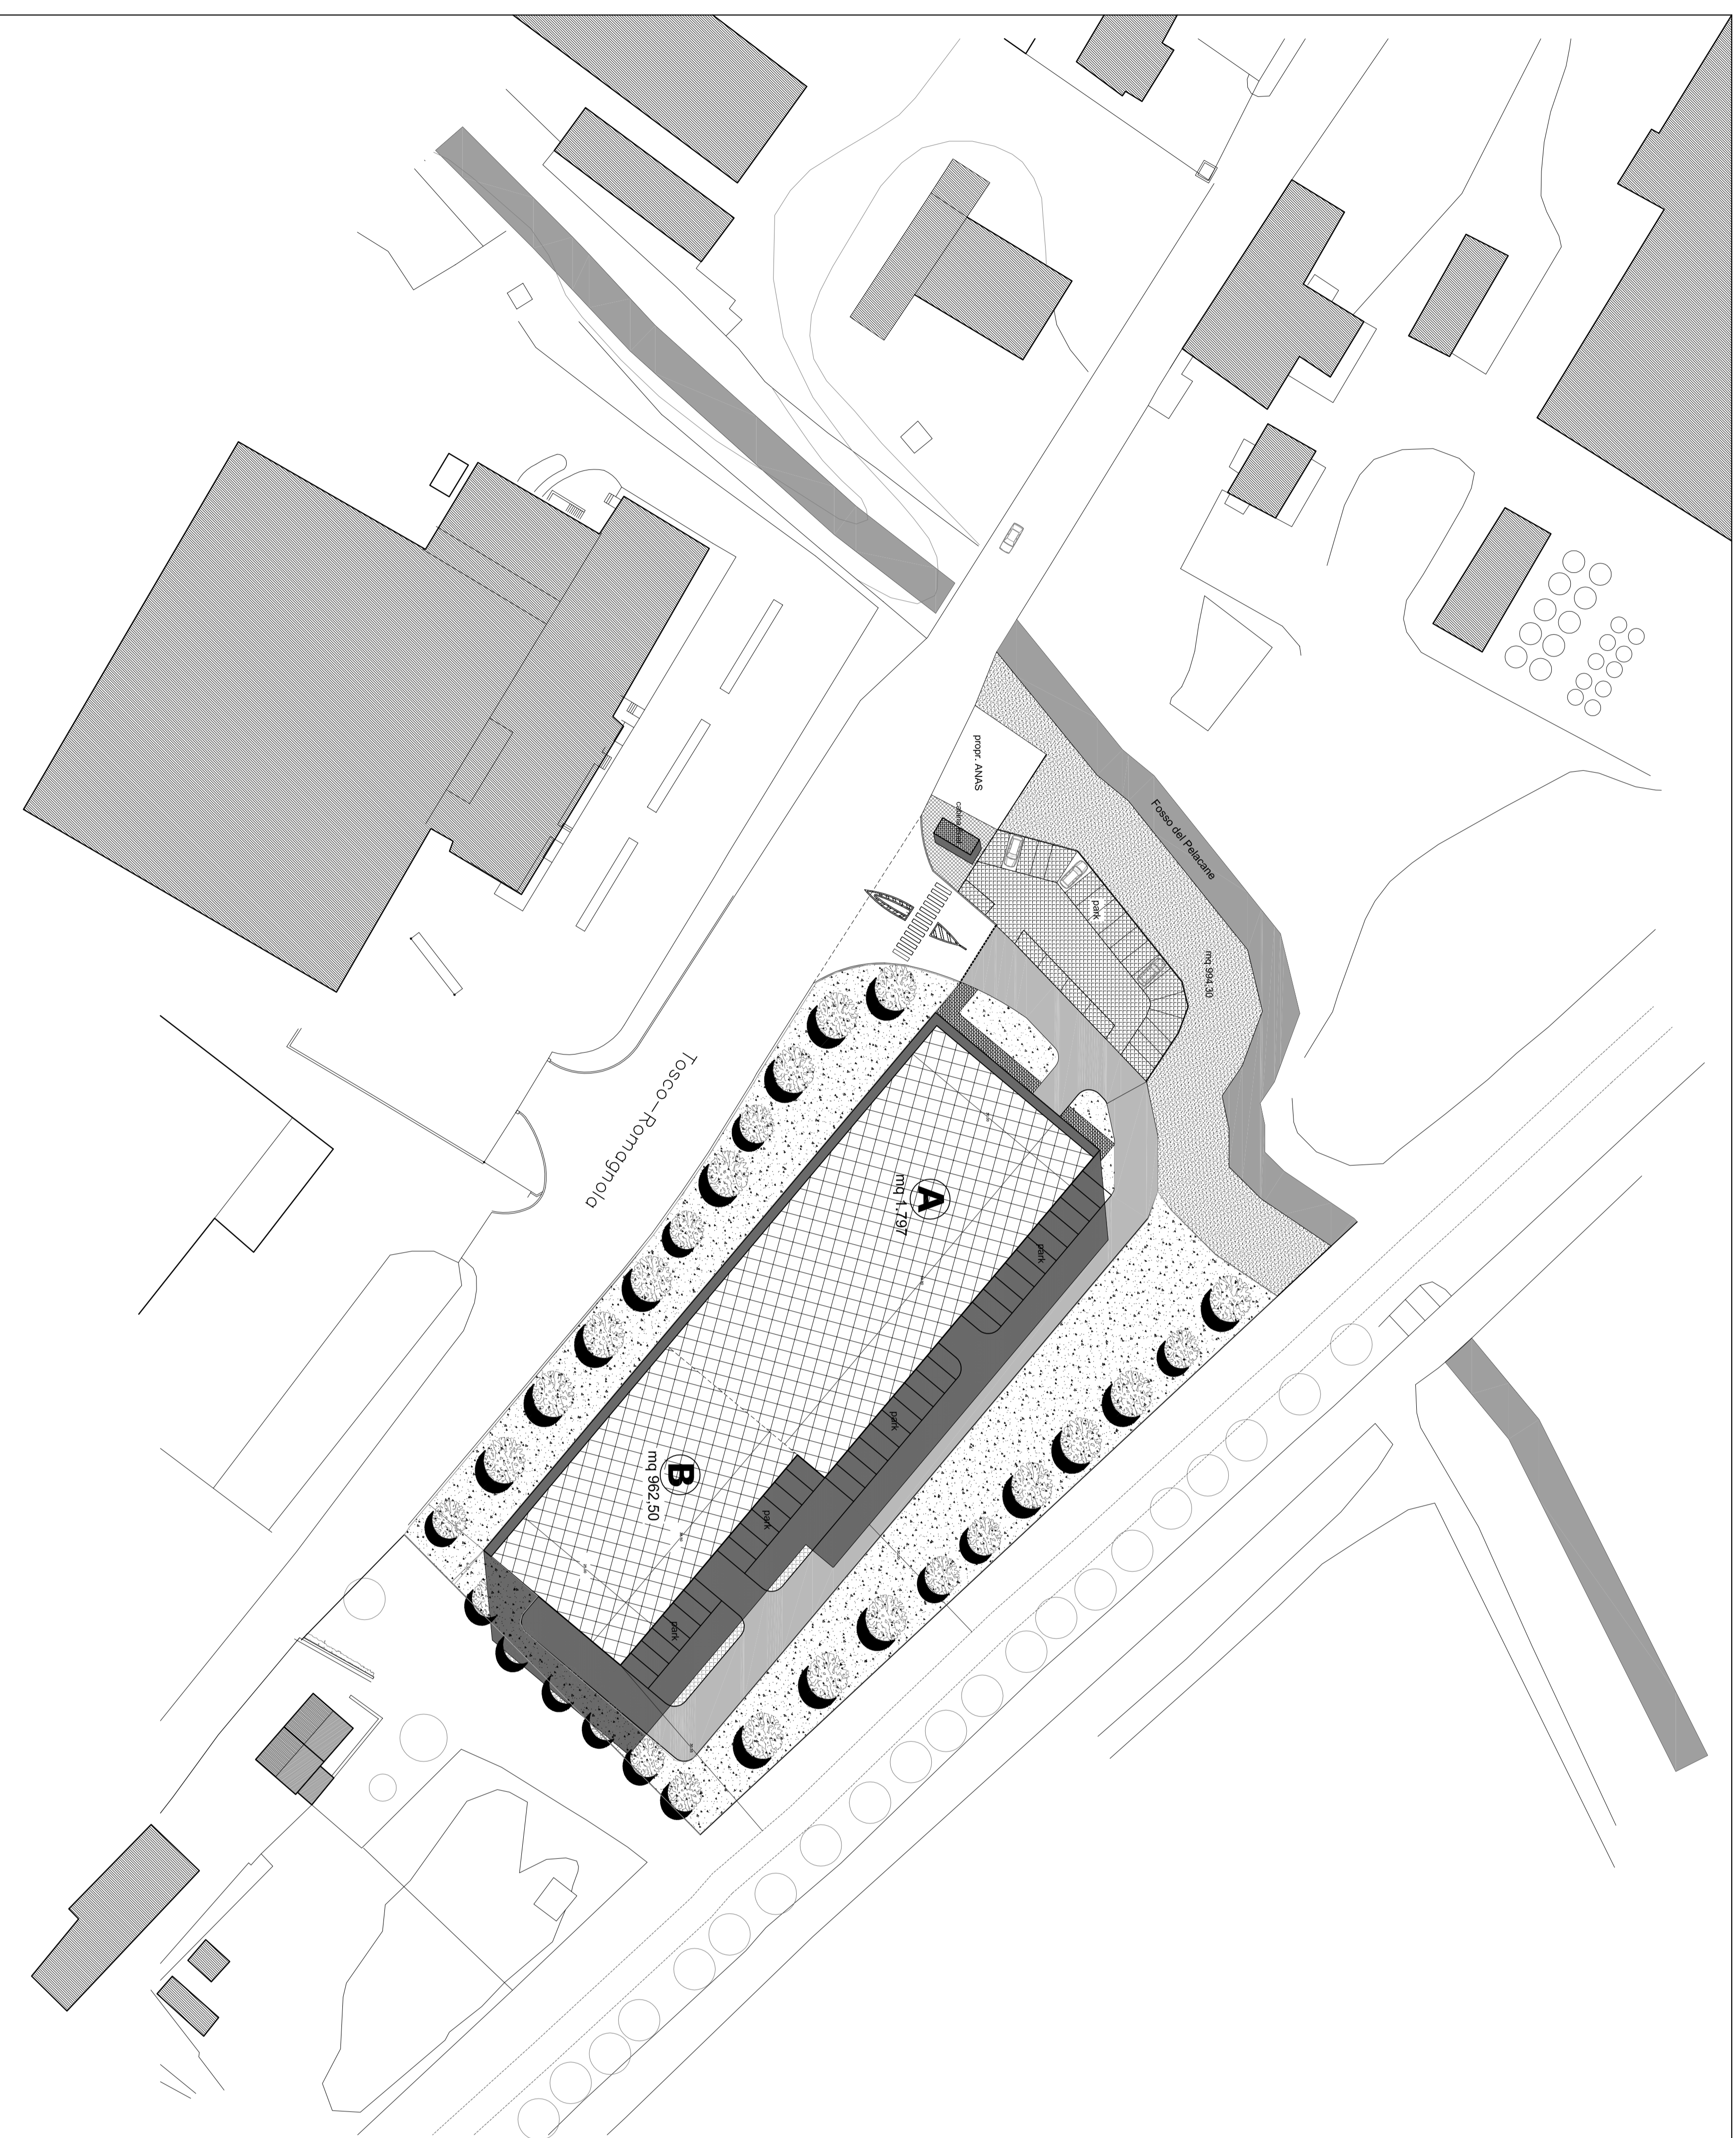 propr. ANAS
Fosso del Pelacane
park
mq 994,30
Tosco-Romagnola
A
mq 1.797
park
park
B
mq 962,50
park
park